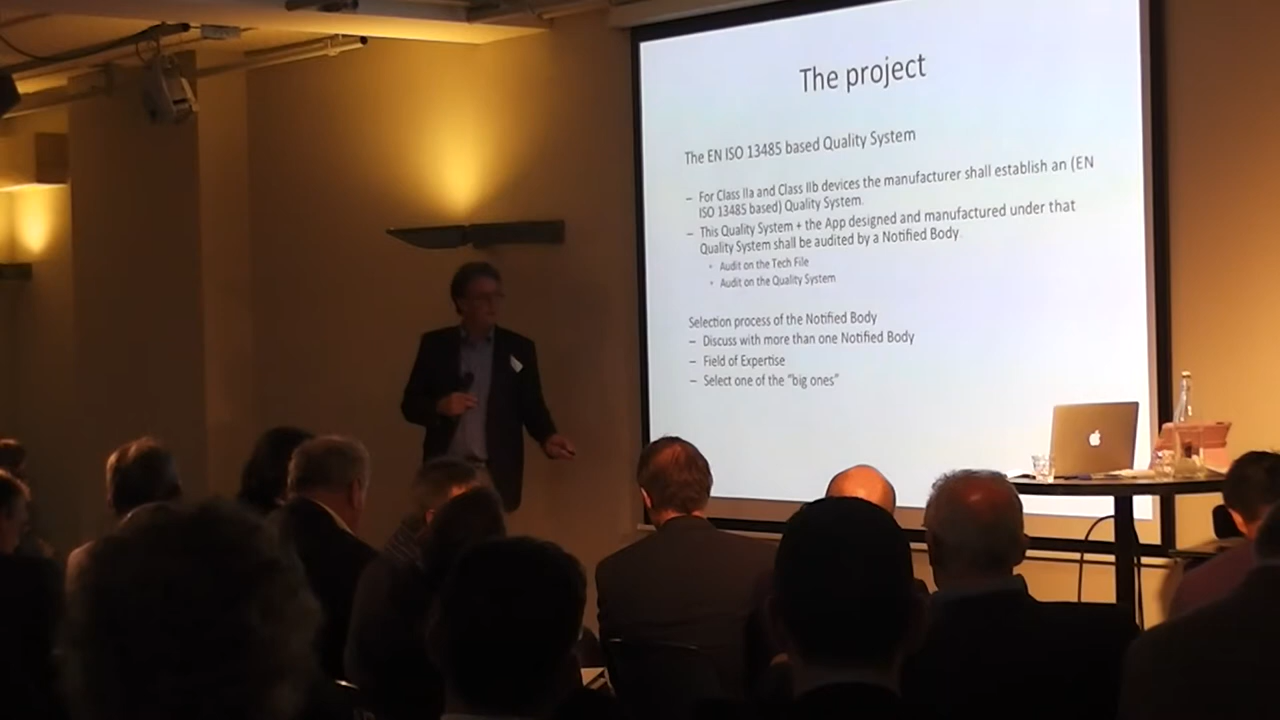 The project
The EN ISO 13485 based Quality System
– For Class IIa and Class IIb devices the manufacturer shall establish an (EN
ISO 13485 based) Quality System.
– This Quality System + the App designed and manufactured under that
Quality System shall be audited by a Notified Body
• Audit on the Tech File
• Audit on the Quality System
Selection process of the Notified Body
– Discuss with more than one Notified Body
– Field of Expertise
– Select one of the “big ones”